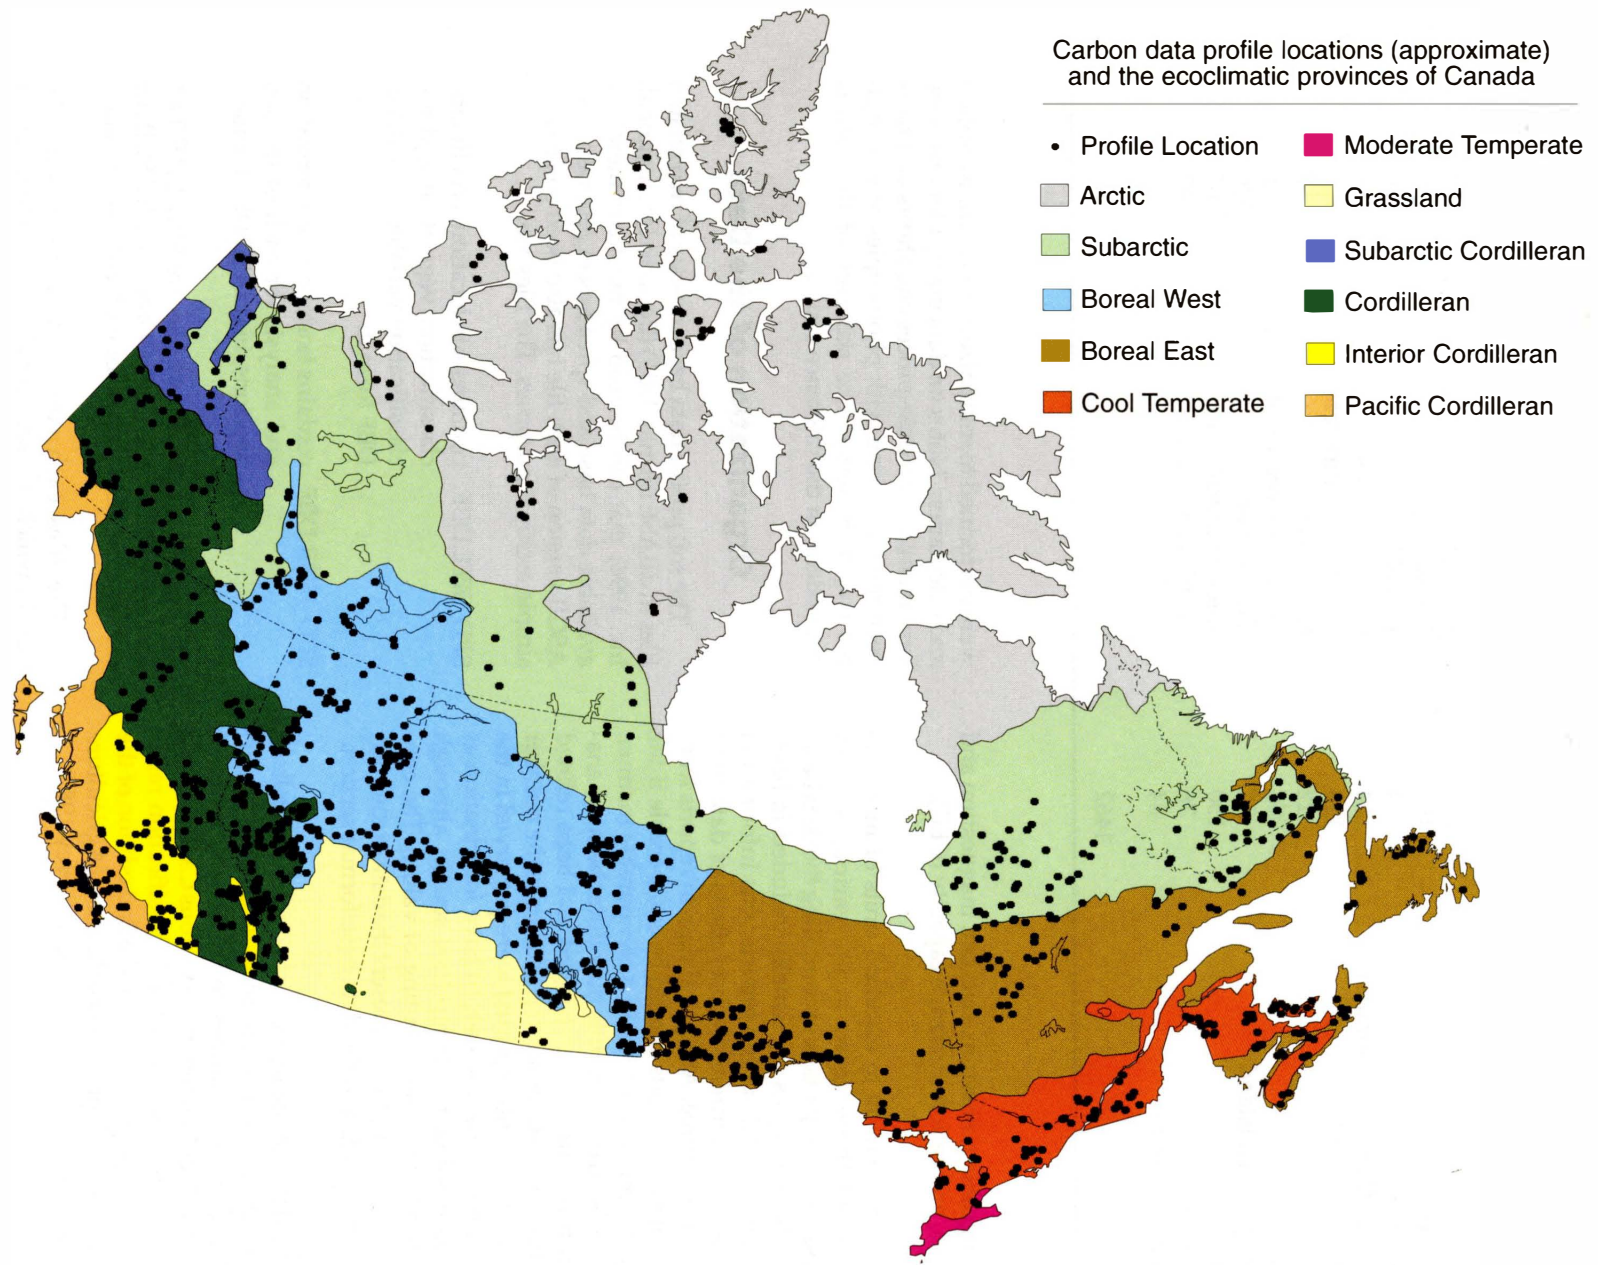 Carbon data profile locations (approximate)
and the ecoclimatic provinces of Canada
Profile Location
Arctic
Subarctic
Boreal West
Boreal East
Cool Temperate
Moderate Temperate
Grassland
Subarctic Cordilleran
Cordilleran
Interior Cordilleran
Pacific Cordilleran